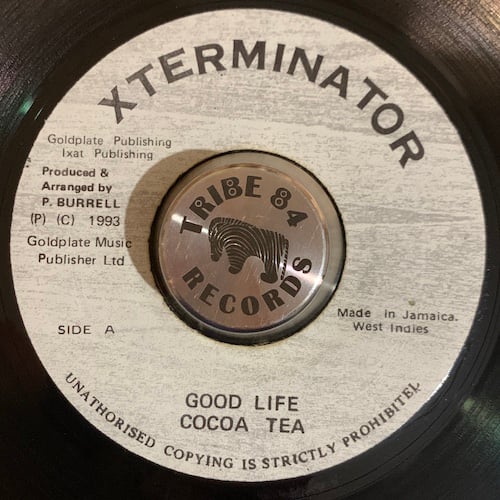 XTERMINATOR
Goldplate Publishing
Ixat Publishing
Produced &
Arranged by
P. BURRELL
(P) (C) 1993
Goldplate Music
Publisher Ltd
TRIBE 84
RECORDS
SIDE A
Made in Jamaica.
West Indies
GOOD LIFE
COCOA TEA
UNATHORISED COPYING IS STRICTLY PROHIBITED